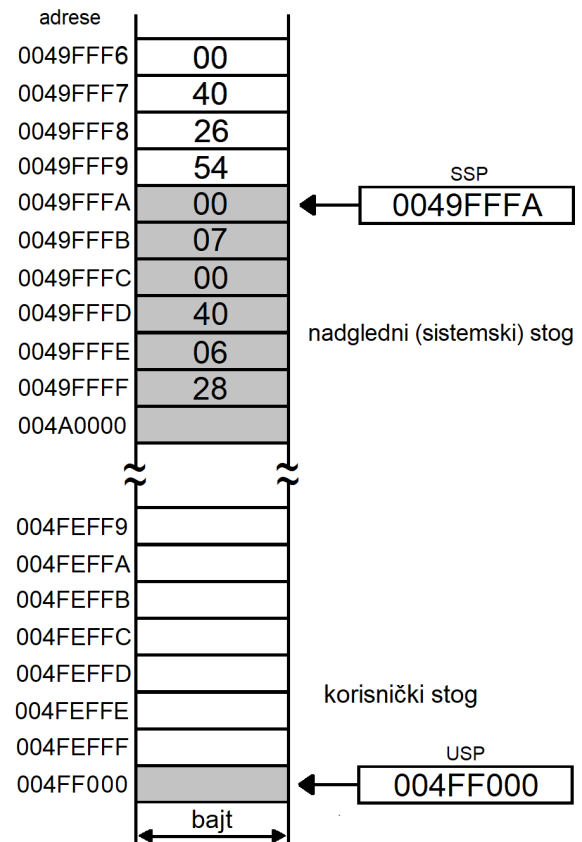 adrese
0049FFF6 00
0049FFF7 40
0049FFF8 26
0049FFF9 54
SSP
0049FFFA 00 0049FFFA
0049FFFB 07
0049FFFC 00
0049FFFD 40
nadgledni (sistemski) stog
0049FFFE 06
0049FFFF 28
004A0000
≈ ≈
004FEFF9
004FEFFA
004FEFFB
004FEFFC
004FEFFD
korisnički stog
004FEFFE
004FEFFF
USP
004FF000 004FF000
bajt